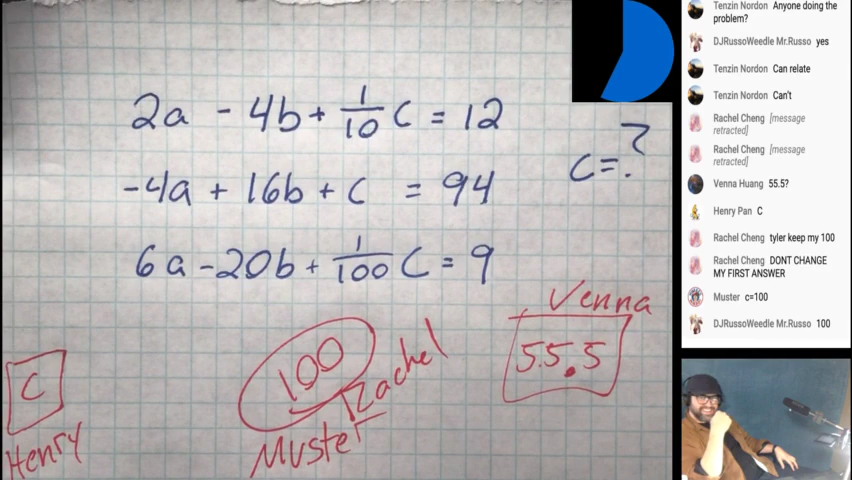 2a - 4b + 1/10 c = 12
-4a + 16b + c = 94
6a - 20b + 1/100 c = 9
c = ?
C
Henry
100
Rachel
Muster
Venna
55.5
Tenzin Nordon Anyone doing the
problem?
DJRussoWeedle Mr.Russo yes
Tenzin Nordon Can relate
Tenzin Nordon Can't
Rachel Cheng [message
retracted]
Rachel Cheng [message
retracted]
Venna Huang 55.5?
Henry Pan C
Rachel Cheng tyler keep my 100
Rachel Cheng DONT CHANGE
MY FIRST ANSWER
Muster c=100
DJRussoWeedle Mr.Russo 100